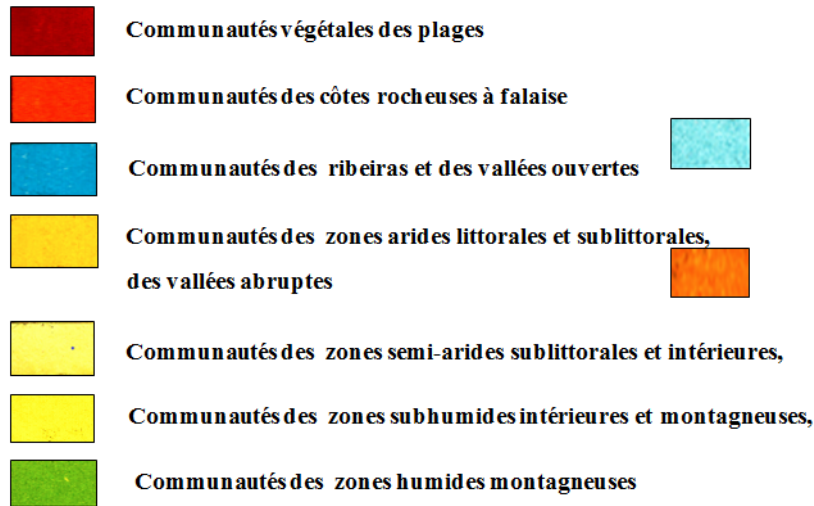 Communautés végétales des plages
Communautés des côtes rocheuses à falaise
Communautés des ribeiras et des vallées ouvertes
Communautés des zones arides littorales et sublittorales,
des vallées abruptes
Communautés des zones semi-arides sublittorales et intérieures,
Communautés des zones subhumides intérieures et montagneuses,
Communautés des zones humides montagneuses